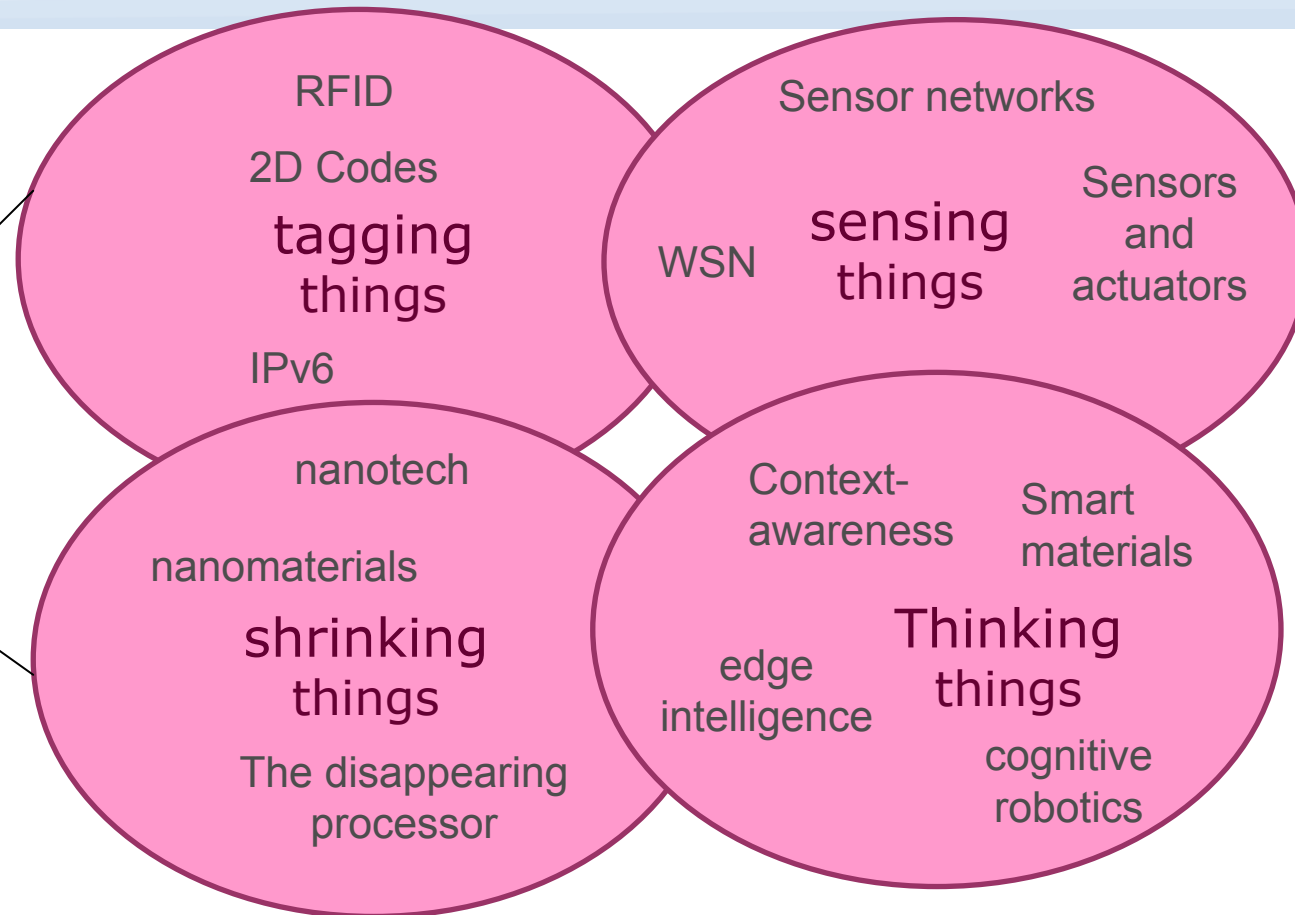 RFID
2D Codes
tagging
things
IPv6
Sensor networks
WSN
sensing
things
Sensors
and
actuators
nanotech
nanomaterials
shrinking
things
The disappearing
processor
Context-
awareness
Smart
materials
Thinking
things
edge
intelligence
cognitive
robotics